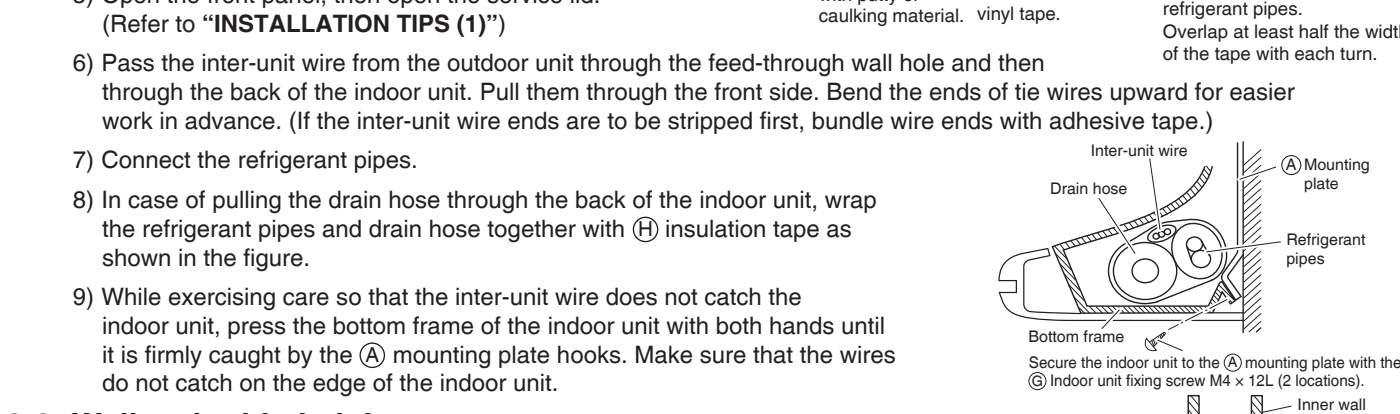 (Refer to "INSTALLATION TIPS (1)")
caulking material. vinyl tape.
refrigerant pipes.
Overlap at least half the width
of the tape with each turn.
6) Pass the inter-unit wire from the outdoor unit through the feed-through wall hole and then
through the back of the indoor unit. Pull them through the front side. Bend the ends of tie wires upward for easier
work in advance. (If the inter-unit wire ends are to be stripped first, bundle wire ends with adhesive tape.)
7) Connect the refrigerant pipes.
8) In case of pulling the drain hose through the back of the indoor unit, wrap
the refrigerant pipes and drain hose together with Ⓗ insulation tape as
shown in the figure.
9) While exercising care so that the inter-unit wire does not catch the
indoor unit, press the bottom frame of the indoor unit with both hands until
it is firmly caught by the Ⓐ mounting plate hooks. Make sure that the wires
do not catch on the edge of the indoor unit.
Inter-unit wire
Drain hose
Ⓐ Mounting
plate
Refrigerant
pipes
Bottom frame
Secure the indoor unit to the Ⓐ mounting plate with the
Ⓖ Indoor unit fixing screw M4 × 12L (2 locations).
Inner wall